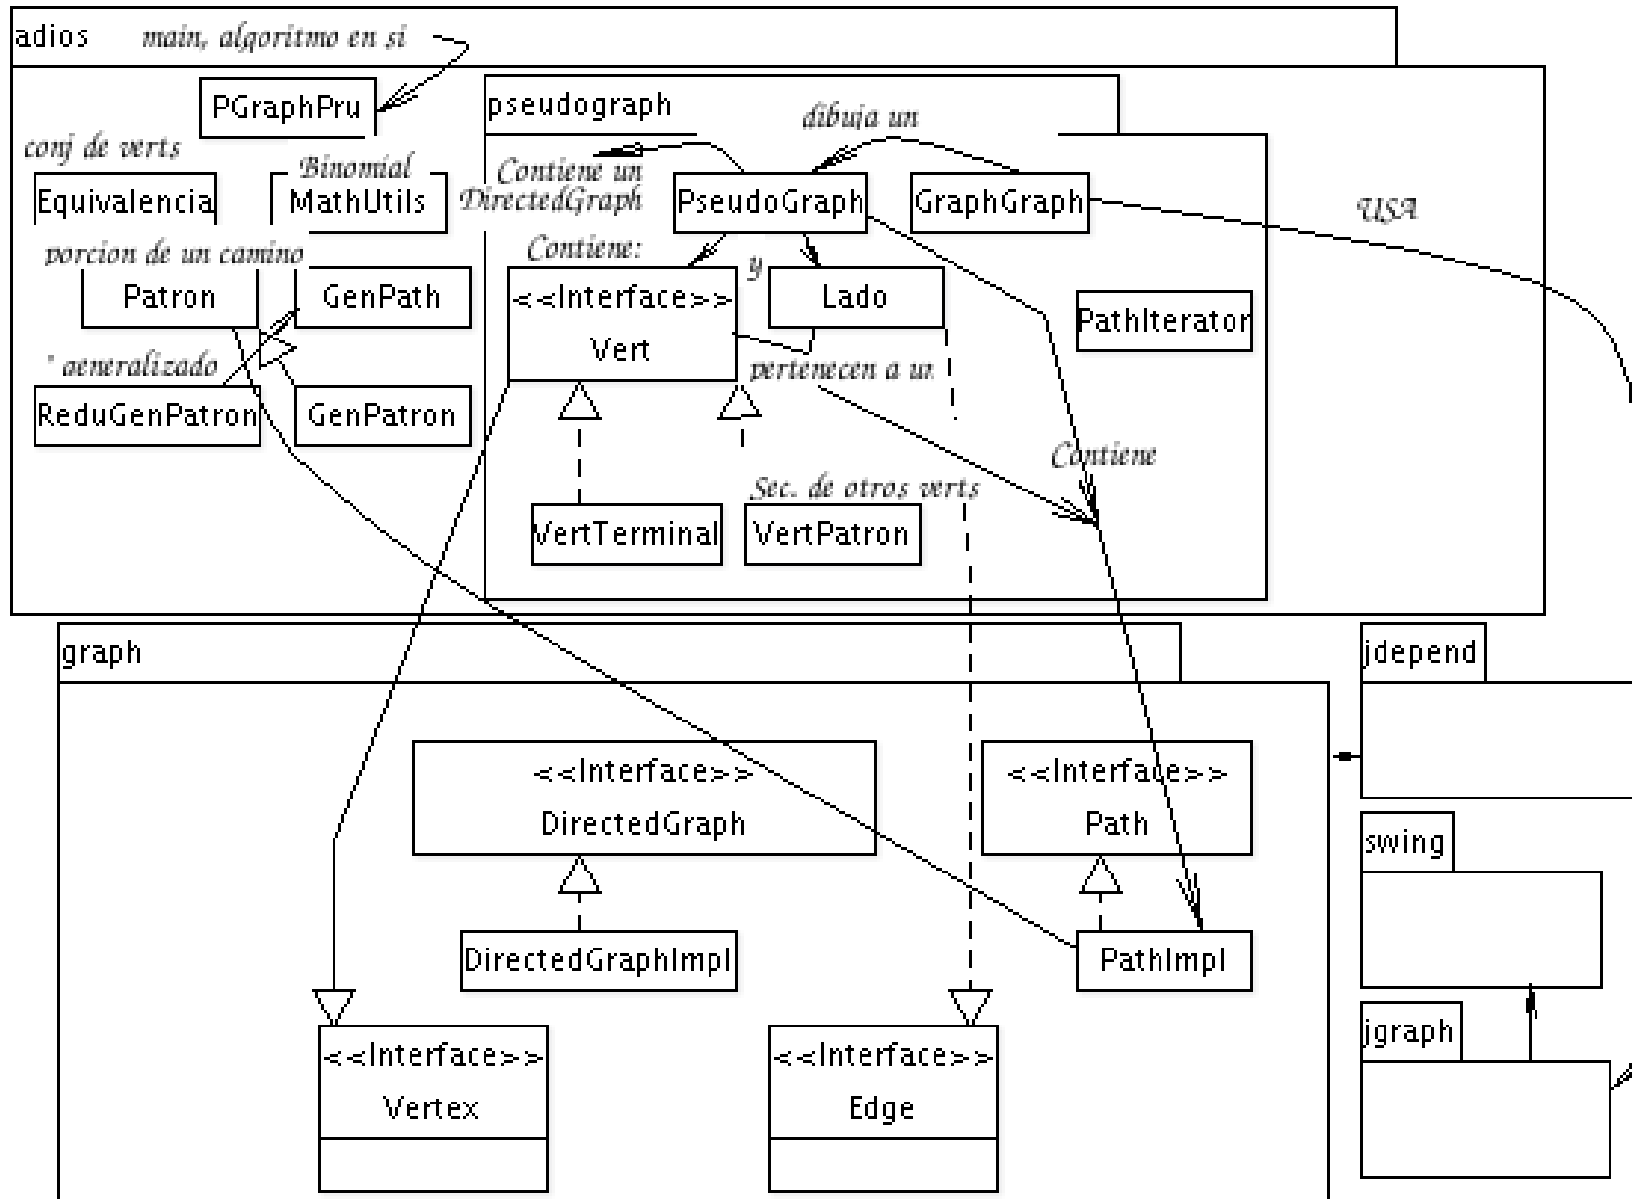 adios
main, algoritmo en si
PGraphPru
pseudograph
dibuja un
conj de verts
Binomial
Contiene un
DirectedGraph
Equivalencia
MathUtils
PseudoGraph
GraphGraph
USA
porcion de un camino
Contiene:
y
Patron
GenPath
<<Interface>>
Vert
Lado
PathIterator
" generalizado
pertenecen a un
ReduGenPatron
GenPatron
Contiene
Sec. de otros verts
VertTerminal
VertPatron
graph
jdepend
<<Interface>>
DirectedGraph
<<Interface>>
Path
swing
DirectedGraphImpl
PathImpl
jgraph
<<Interface>>
Vertex
<<Interface>>
Edge